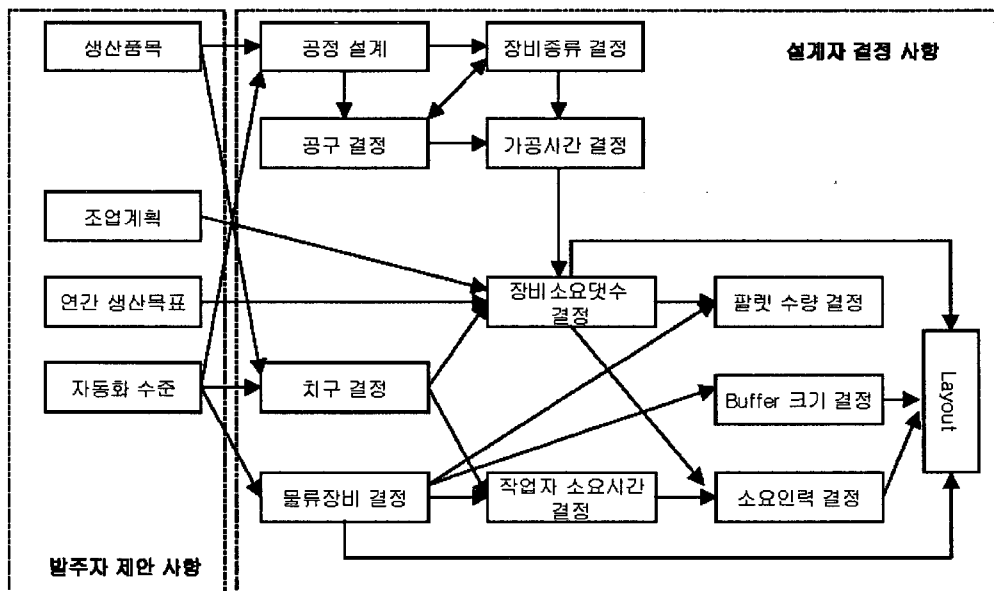 생산품목
공정 설계
장비종류 결정
설계자 결정 사항
공구 결정
가공시간 결정
조업계획
연간 생산목표
장비소요댓수
결정
팔렛 수량 결정
자동화 수준
치구 결정
Buffer 크기 결정
Layout
물류장비 결정
작업자 소요시간
결정
소요인력 결정
발주자 제안 사항